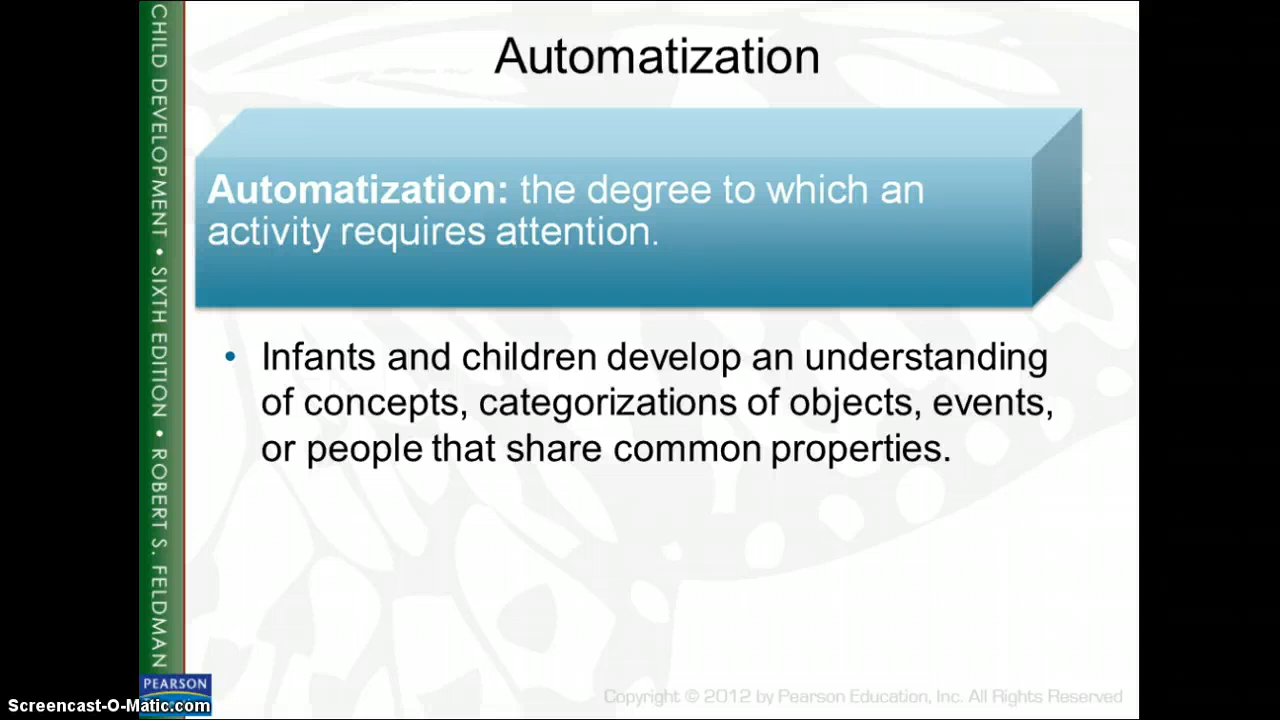 Automatization
Automatization: the degree to which an
activity requires attention.
• Infants and children develop an understanding
of concepts, categorizations of objects, events,
or people that share common properties.
CHILD DEVELOPMENT • SIXTH EDITION • ROBERT S. FELDMAN
PEARSON
Screencast-O-Matic.com
Copyright © 2012 by Pearson Education, Inc. All Rights Reserved